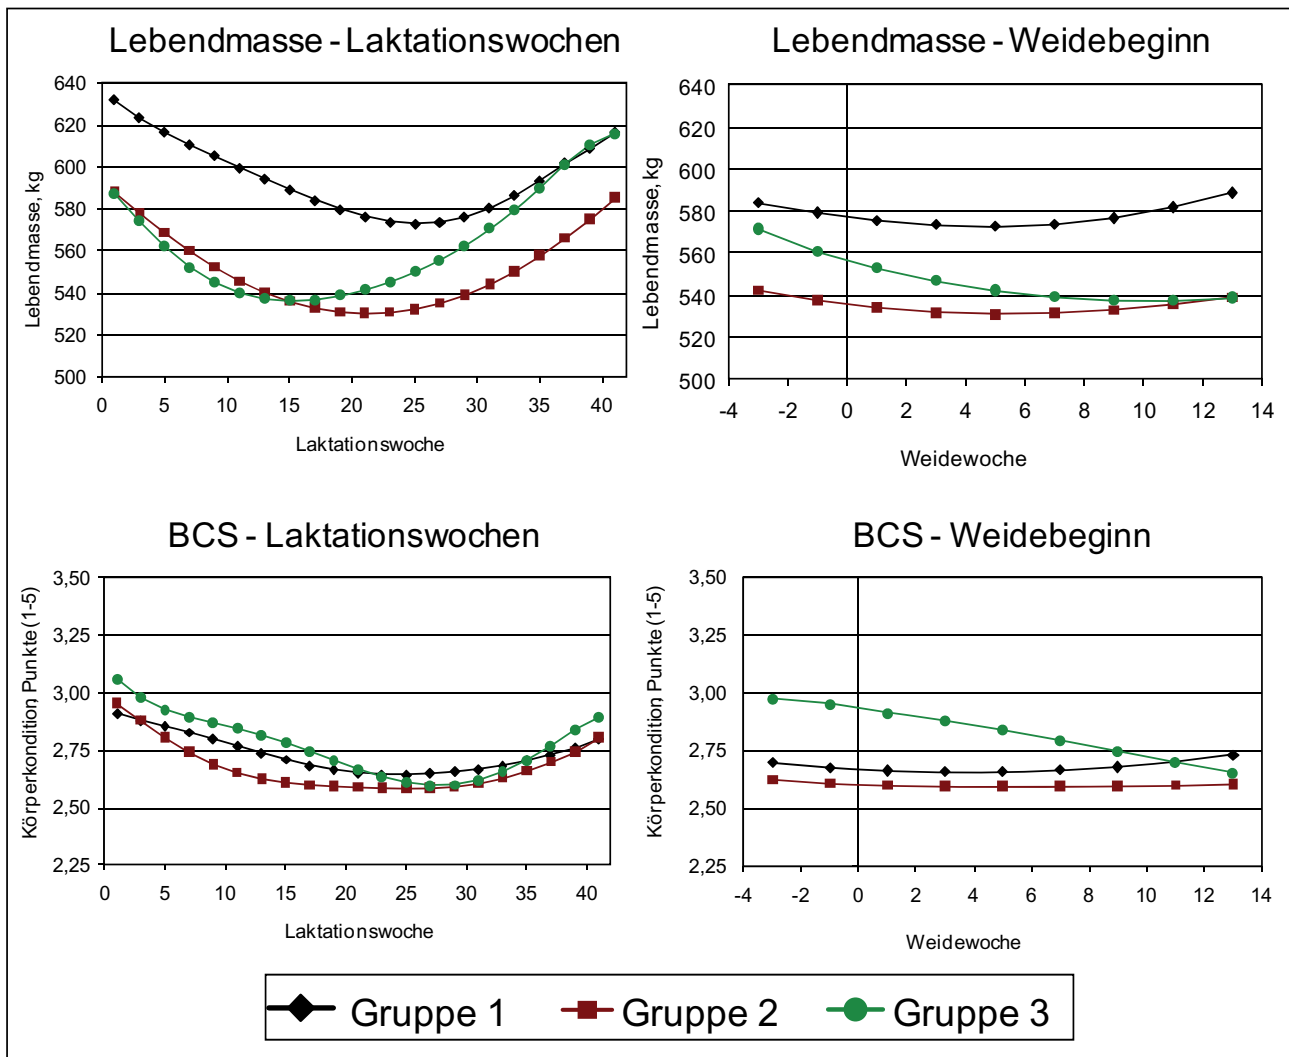 Lebendmasse - Laktationswochen
Lebendmasse, kg
640
620
600
580
560
540
520
500
0 5 10 15 20 25 30 35 40
Laktationswoche
Lebendmasse - Weidebeginn
Lebendmasse, kg
640
620
600
580
560
540
520
500
-4 -2 0 2 4 6 8 10 12 14
Weidewoche
BCS - Laktationswochen
Körperkondition, Punkte (1-5)
3,50
3,25
3,00
2,75
2,50
2,25
0 5 10 15 20 25 30 35 40
Laktationswoche
BCS - Weidebeginn
Körperkondition, Punkte (1-5)
3,50
3,25
3,00
2,75
2,50
2,25
-4 -2 0 2 4 6 8 10 12 14
Weidewoche
Gruppe 1 Gruppe 2 Gruppe 3